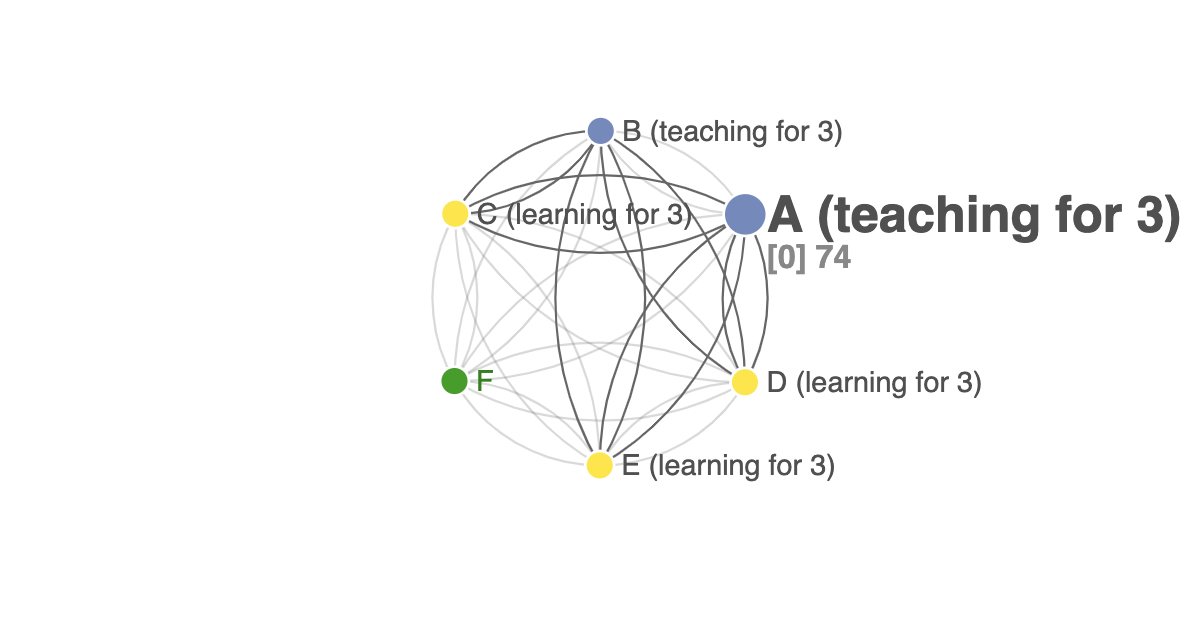 B (teaching for 3)
C (learning for 3)
A (teaching for 3)
[0] 74
F
D (learning for 3)
E (learning for 3)